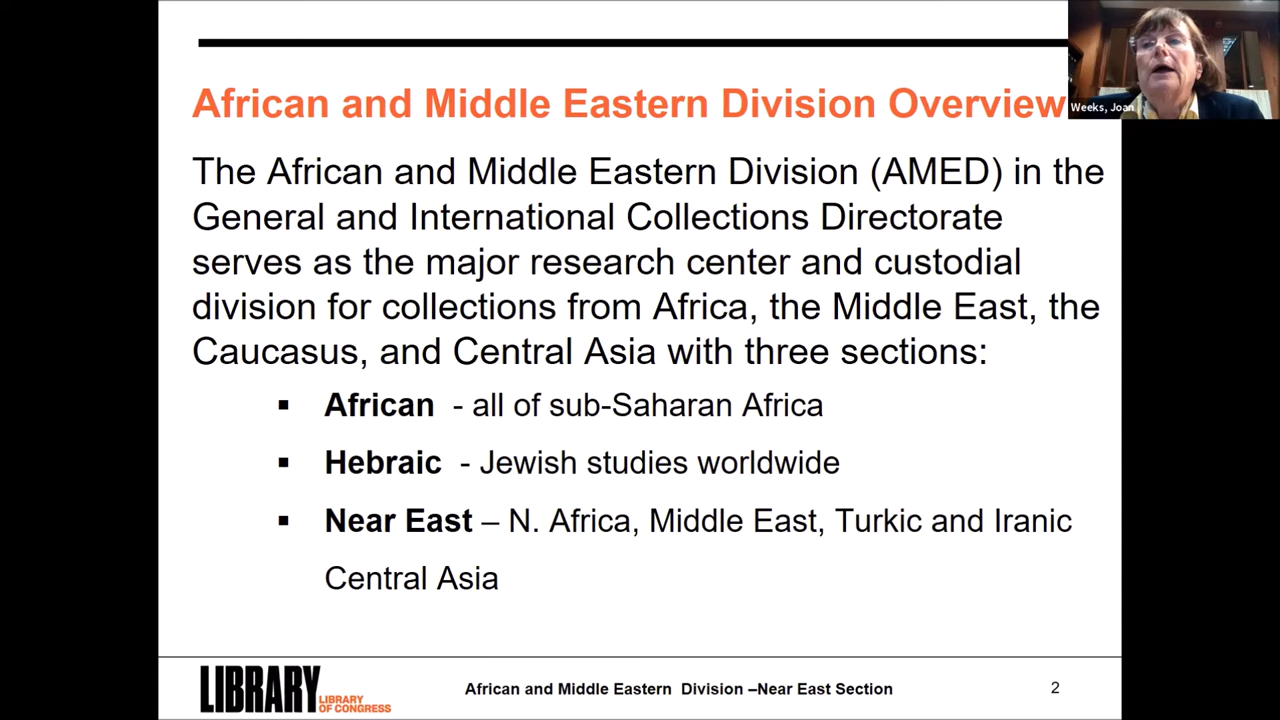 African and Middle Eastern Division Overview
Weeks, Joan
The African and Middle Eastern Division (AMED) in the
General and International Collections Directorate
serves as the major research center and custodial
division for collections from Africa, the Middle East, the
Caucasus, and Central Asia with three sections:
▪ African - all of sub-Saharan Africa
▪ Hebraic - Jewish studies worldwide
▪ Near East – N. Africa, Middle East, Turkic and Iranic
Central Asia
LIBRARY
LIBRARY
OF CONGRESS
African and Middle Eastern Division –Near East Section
2